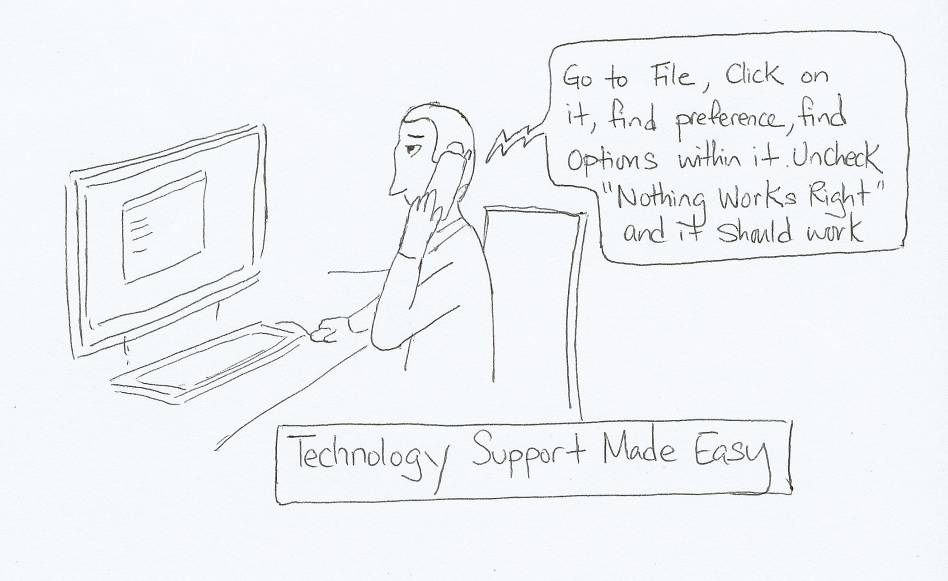 Go to File, Click on
it, find preference, find
Options within it. Uncheck
"Nothing Works Right"
and it should work
Technology Support Made Easy